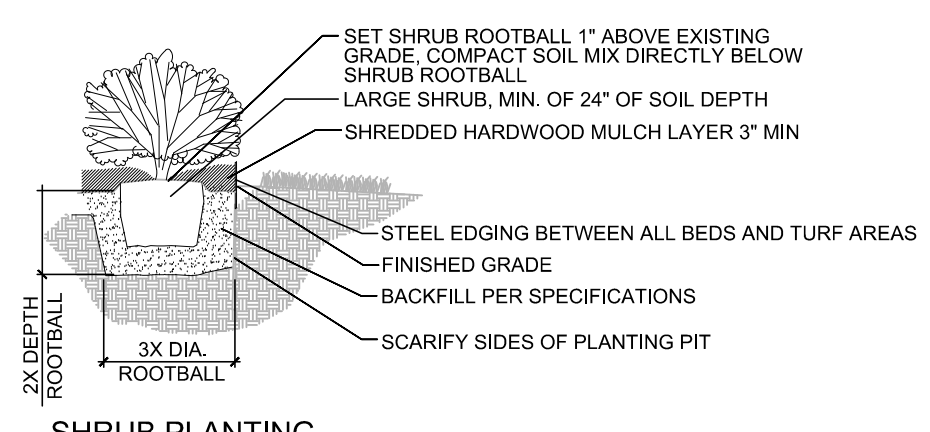 SET SHRUB ROOTBALL 1" ABOVE EXISTING
GRADE, COMPACT SOIL MIX DIRECTLY BELOW
SHRUB ROOTBALL
LARGE SHRUB, MIN. OF 24" OF SOIL DEPTH
SHREDDED HARDWOOD MULCH LAYER 3" MIN
STEEL EDGING BETWEEN ALL BEDS AND TURF AREAS
FINISHED GRADE
BACKFILL PER SPECIFICATIONS
SCARIFY SIDES OF PLANTING PIT
2X DEPTH
ROOTBALL
3X DIA.
ROOTBALL
SHRUB PLANTING